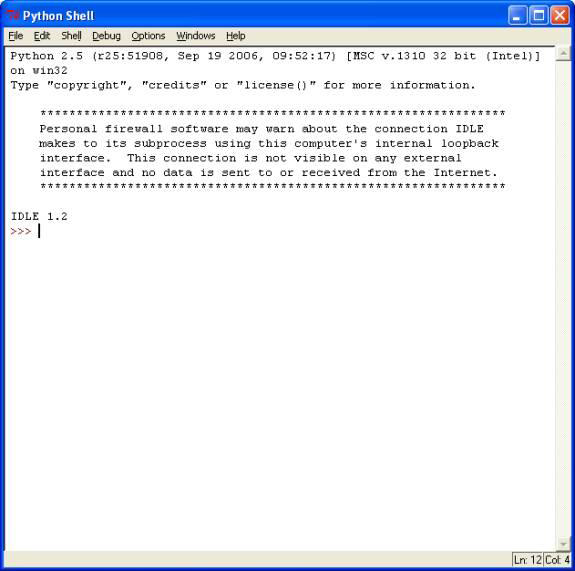 Python Shell
File Edit Shell Debug Options Windows Help
Python 2.5 (r25:51908, Sep 19 2006, 09:52:17) [MSC v.1310 32 bit (Intel)]
on win32
Type "copyright", "credits" or "license()" for more information.
****************************************************************
Personal firewall software may warn about the connection IDLE
makes to its subprocess using this computer's internal loopback
interface.  This connection is not visible on any external
interface and no data is sent to or received from the Internet.
****************************************************************
IDLE 1.2
>>>
Ln: 12 Col: 4